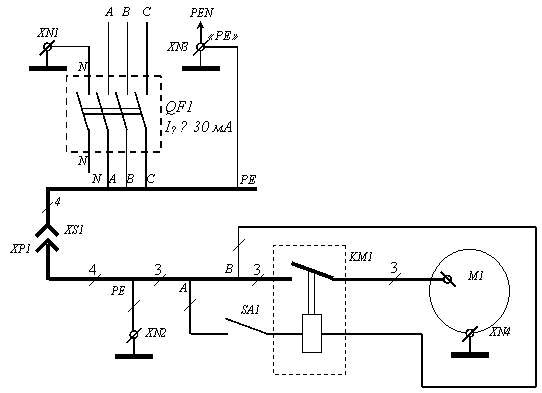 A B C PEN
XN1 XN3 «PE»
N
QF1
I? ? 30 мА
N
N A B C PE
4
XS1
XP1
B KM1
4 3 3 3 M1
PE A
SA1
XN2 XN4